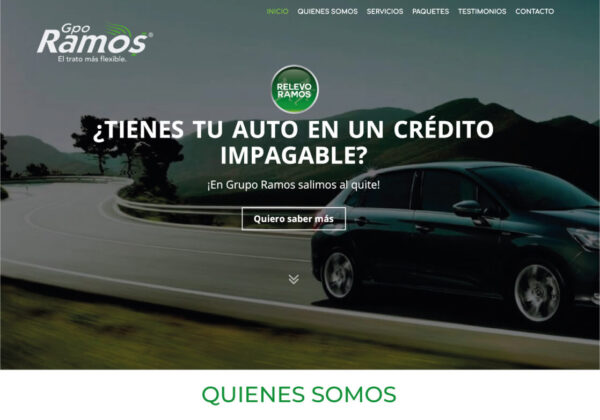 Gpo
Ramos®
El trato más flexible.
INICIO QUIENES SOMOS SERVICIOS PAQUETES TESTIMONIOS CONTACTO
RELEVO
RAMOS
¿TIENES TU AUTO EN UN CRÉDITO
IMPAGABLE?
¡En Grupo Ramos salimos al quite!
Quiero saber más
QUIENES SOMOS